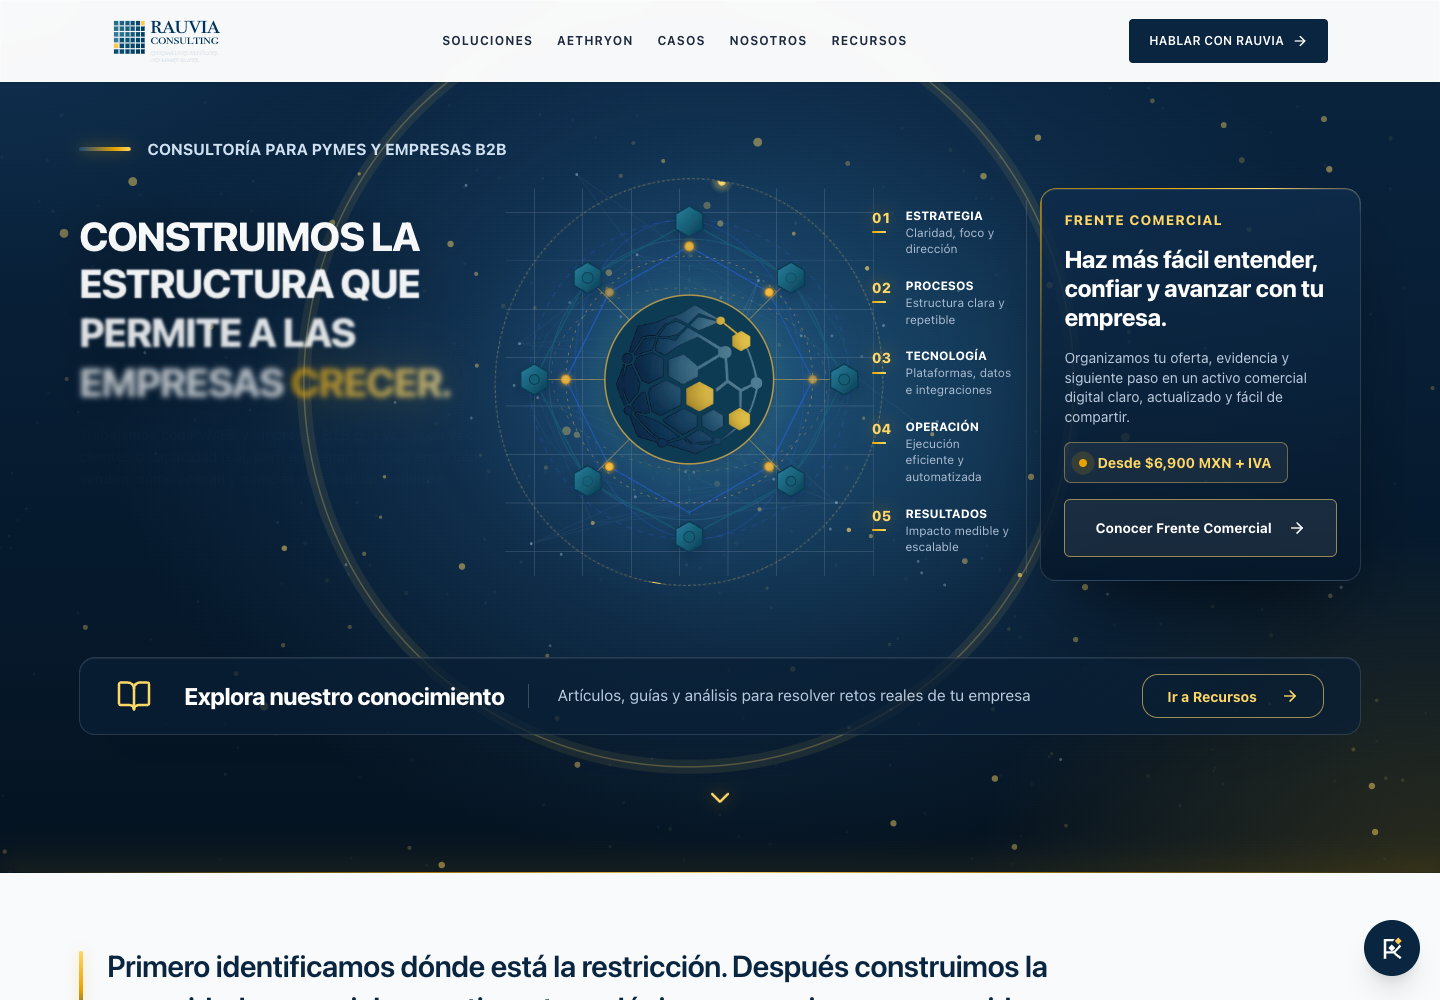 RAUVIA
CONSULTING
SOLUCIONES AETHRYON CASOS NOSOTROS RECURSOS
HABLAR CON RAUVIA
CONSULTORÍA PARA PYMES Y EMPRESAS B2B
CONSTRUIMOS LA
ESTRUCTURA QUE
PERMITE A LAS
EMPRESAS CRECER.
01 ESTRATEGIA
Claridad, foco y
dirección
02 PROCESOS
Estructura clara y
repetible
03 TECNOLOGÍA
Plataformas, datos
e integraciones
04 OPERACIÓN
Ejecución
eficiente y
automatizada
05 RESULTADOS
Impacto medible y
escalable
FRENTE COMERCIAL
Haz más fácil entender,
confiar y avanzar con tu
empresa.
Organizamos tu oferta, evidencia y
siguiente paso en un activo comercial
digital claro, actualizado y fácil de
compartir.
Desde $6,900 MXN + IVA
Conocer Frente Comercial
Explora nuestro conocimiento
Artículos, guías y análisis para resolver retos reales de tu empresa
Ir a Recursos
Primero identificamos dónde está la restricción. Después construimos la